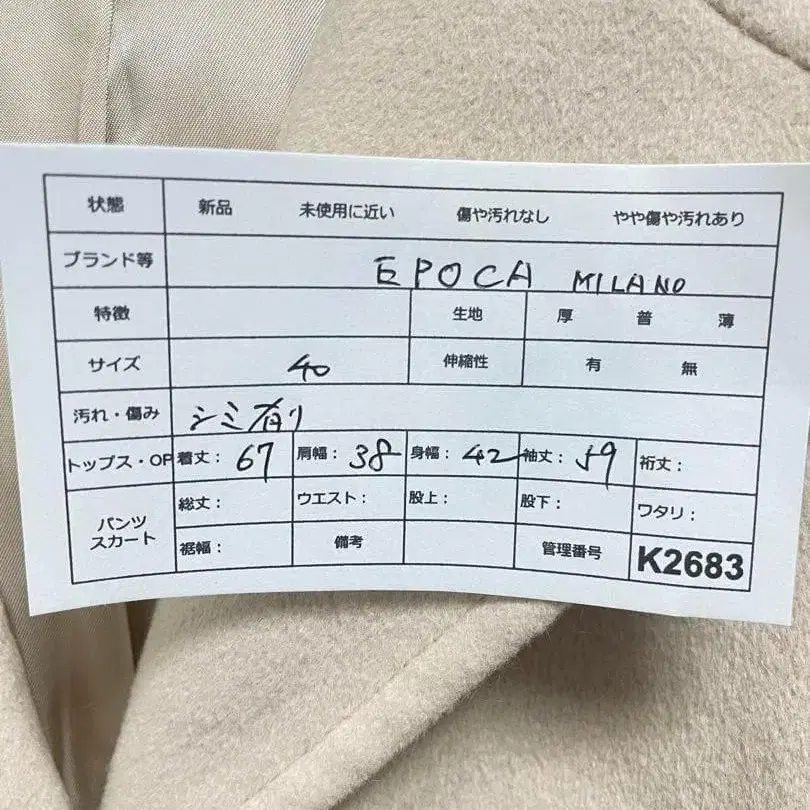 状態 新品 未使用に近い 傷や汚れなし やや傷や汚れあり
ブランド等 EPOCA MILANO
特徴 生地 厚 普 薄
サイズ 40 伸縮性 有 無
汚れ・傷み シミ有り
トップス・OP 着丈: 67 肩幅: 38 身幅: 42 袖丈: 59 裄丈:
パンツ スカート 総丈: ウエスト: 股上: 股下: ワタリ:
裾幅: 備考 管理番号 K2683